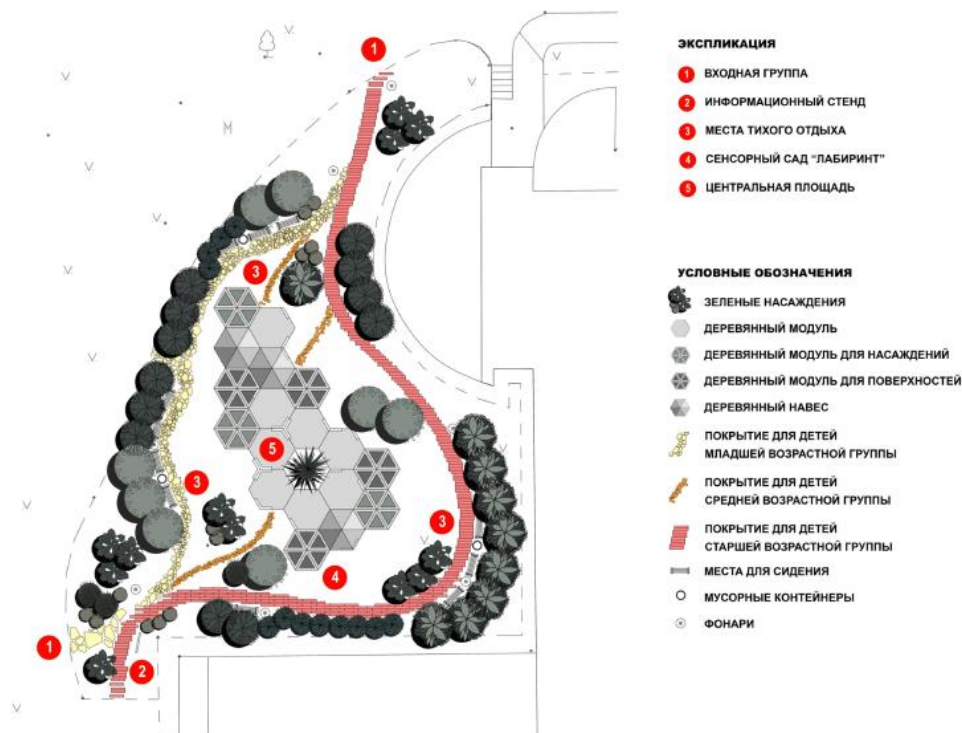 1
1
2
3
3
3
4
5
ЭКСПЛИКАЦИЯ
1 ВХОДНАЯ ГРУППА
2 ИНФОРМАЦИОННЫЙ СТЕНД
3 МЕСТА ТИХОГО ОТДЫХА
4 СЕНСОРНЫЙ САД "ЛАБИРИНТ"
5 ЦЕНТРАЛЬНАЯ ПЛОЩАДЬ
УСЛОВНЫЕ ОБОЗНАЧЕНИЯ
ЗЕЛЕНЫЕ НАСАЖДЕНИЯ
ДЕРЕВЯННЫЙ МОДУЛЬ
ДЕРЕВЯННЫЙ МОДУЛЬ ДЛЯ НАСАЖДЕНИЙ
ДЕРЕВЯННЫЙ МОДУЛЬ ДЛЯ ПОВЕРХНОСТЕЙ
ДЕРЕВЯННЫЙ НАВЕС
ПОКРЫТИЕ ДЛЯ ДЕТЕЙ
МЛАДШЕЙ ВОЗРАСТНОЙ ГРУППЫ
ПОКРЫТИЕ ДЛЯ ДЕТЕЙ
СРЕДНЕЙ ВОЗРАСТНОЙ ГРУППЫ
ПОКРЫТИЕ ДЛЯ ДЕТЕЙ
СТАРШЕЙ ВОЗРАСТНОЙ ГРУППЫ
МЕСТА ДЛЯ СИДЕНИЯ
МУСОРНЫЕ КОНТЕЙНЕРЫ
ФОНАРИ